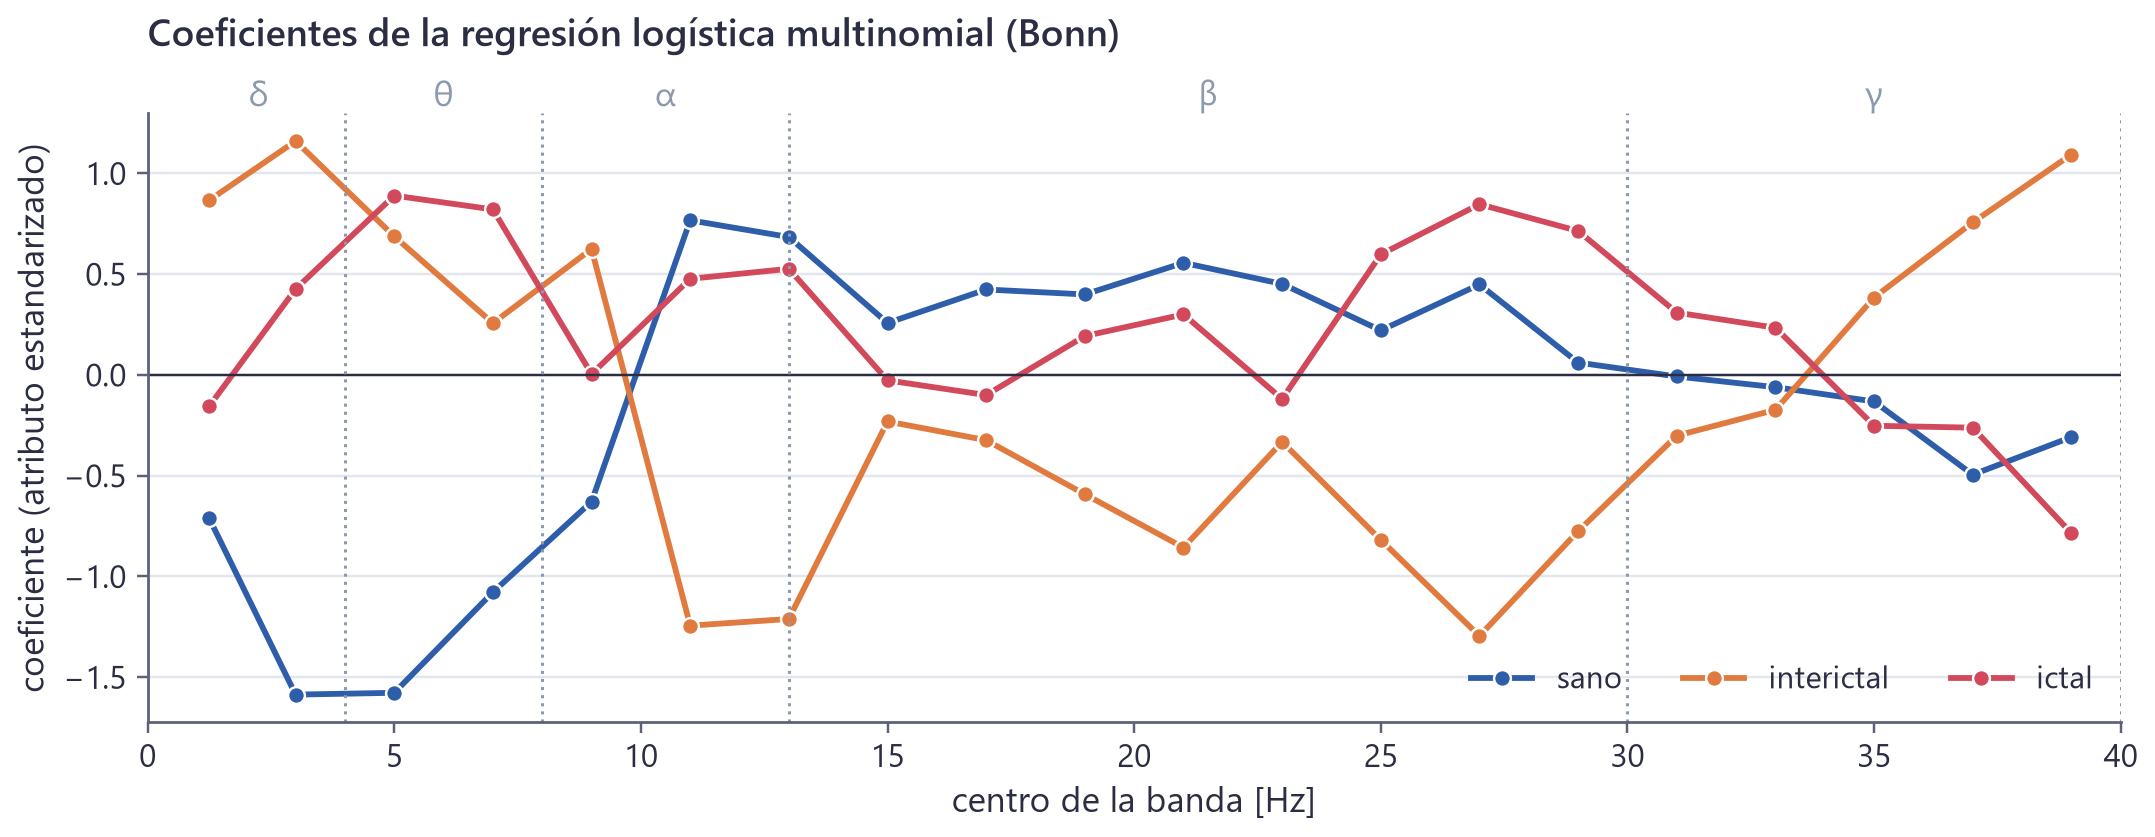 Coeficientes de la regresión logística multinomial (Bonn)
δ θ α β γ
coeficiente (atributo estandarizado)
1.0
0.5
0.0
−0.5
−1.0
−1.5
sano interictal ictal
0 5 10 15 20 25 30 35 40
centro de la banda [Hz]